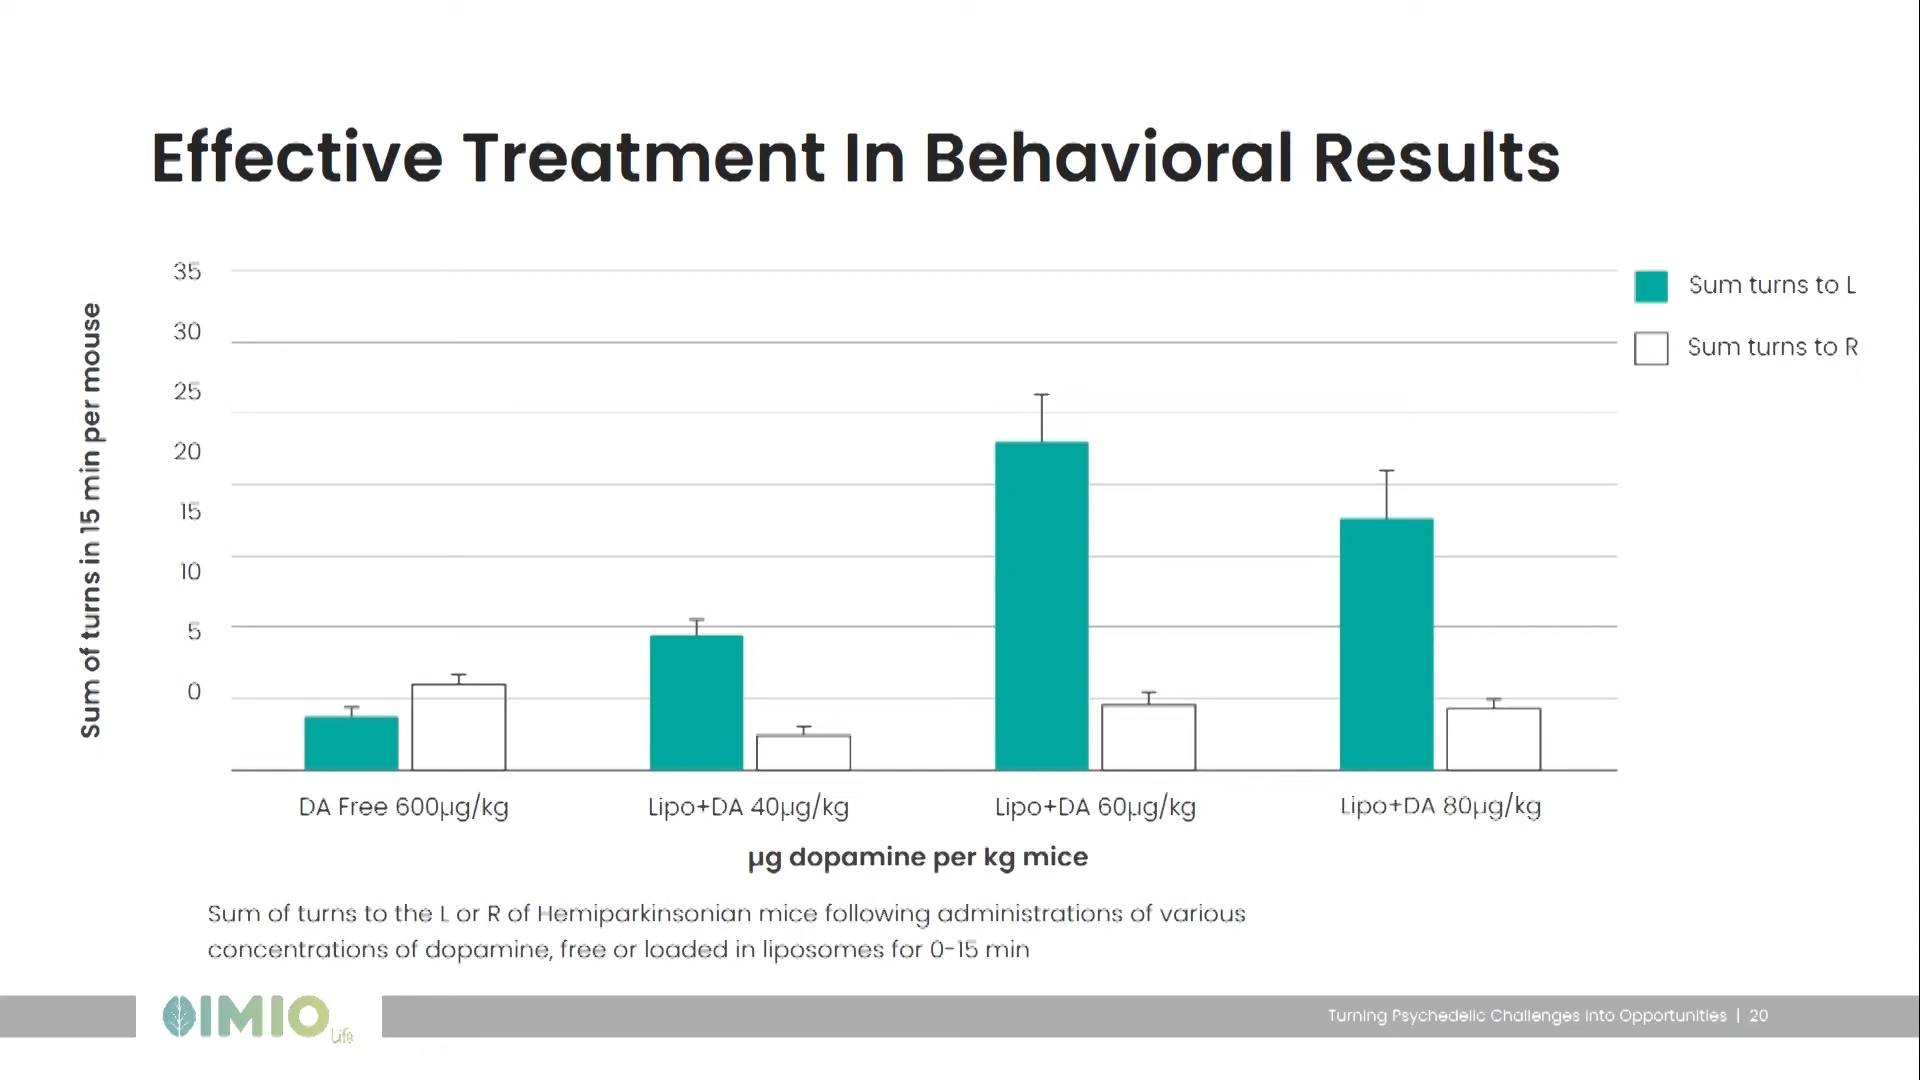 Effective Treatment In Behavioral Results
Sum of turns in 15 min per mouse
35
30
25
20
15
10
5
0
Sum turns to L
Sum turns to R
DA Free 600µg/kg
Lipo+DA 40µg/kg
Lipo+DA 60µg/kg
Lipo+DA 80µg/kg
µg dopamine per kg mice
Sum of turns to the L or R of Hemiparkinsonian mice following administrations of various
concentrations of dopamine, free or loaded in liposomes for 0-15 min
IMIO
Life
Turning Psychedelic Challenges into Opportunities | 20